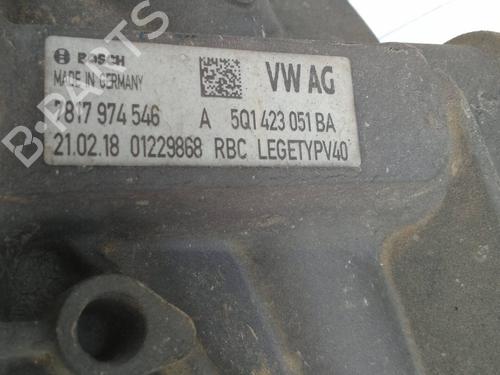 BOSCH VW AG
MADE IN GERMANY
7817 974 546 A 5Q1 423 051 BA
21.02.18 01229868 RBC LEGETYPV40
B-PARTS